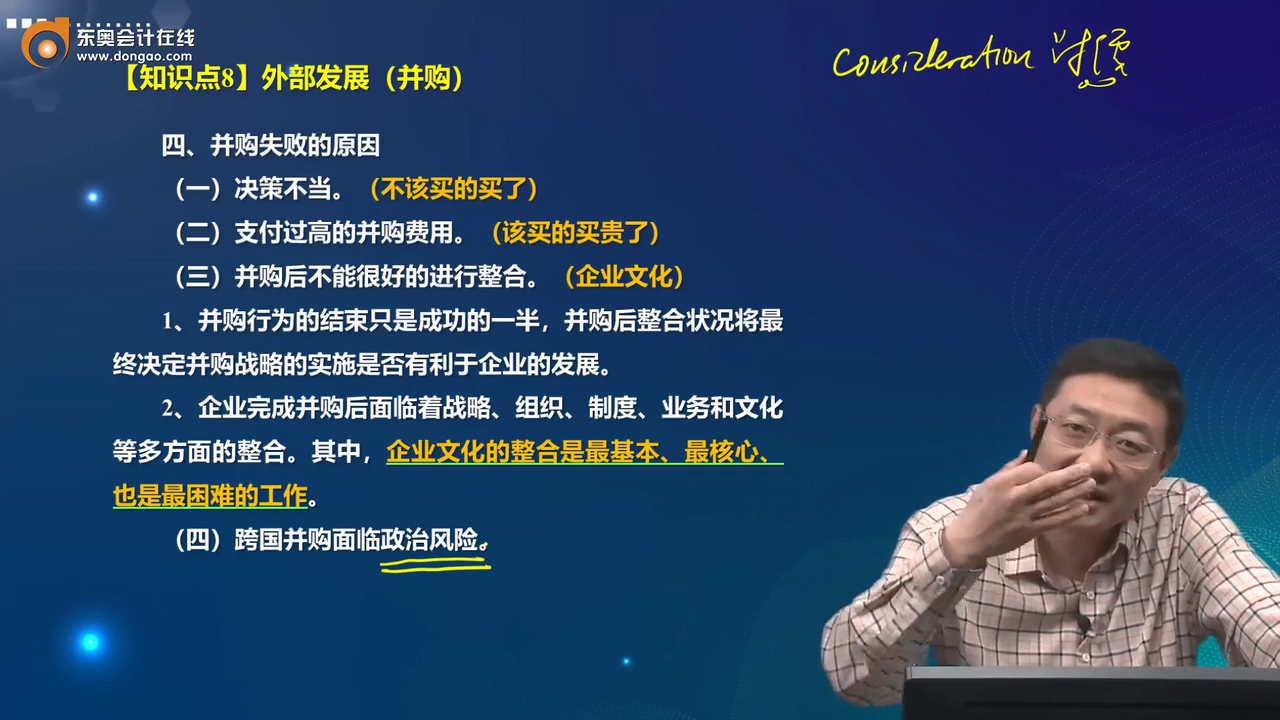 东奥会计在线
www.dongao.com
【知识点8】外部发展（并购）
Consideration
四、并购失败的原因
（一）决策不当。（不该买的买了）
（二）支付过高的并购费用。（该买的买贵了）
（三）并购后不能很好的进行整合。（企业文化）
1、并购行为的结束只是成功的一半，并购后整合状况将最
终决定并购战略的实施是否有利于企业的发展。
2、企业完成并购后面临着战略、组织、制度、业务和文化
等多方面的整合。其中，企业文化的整合是最基本、最核心、
也是最困难的工作。
（四）跨国并购面临政治风险。